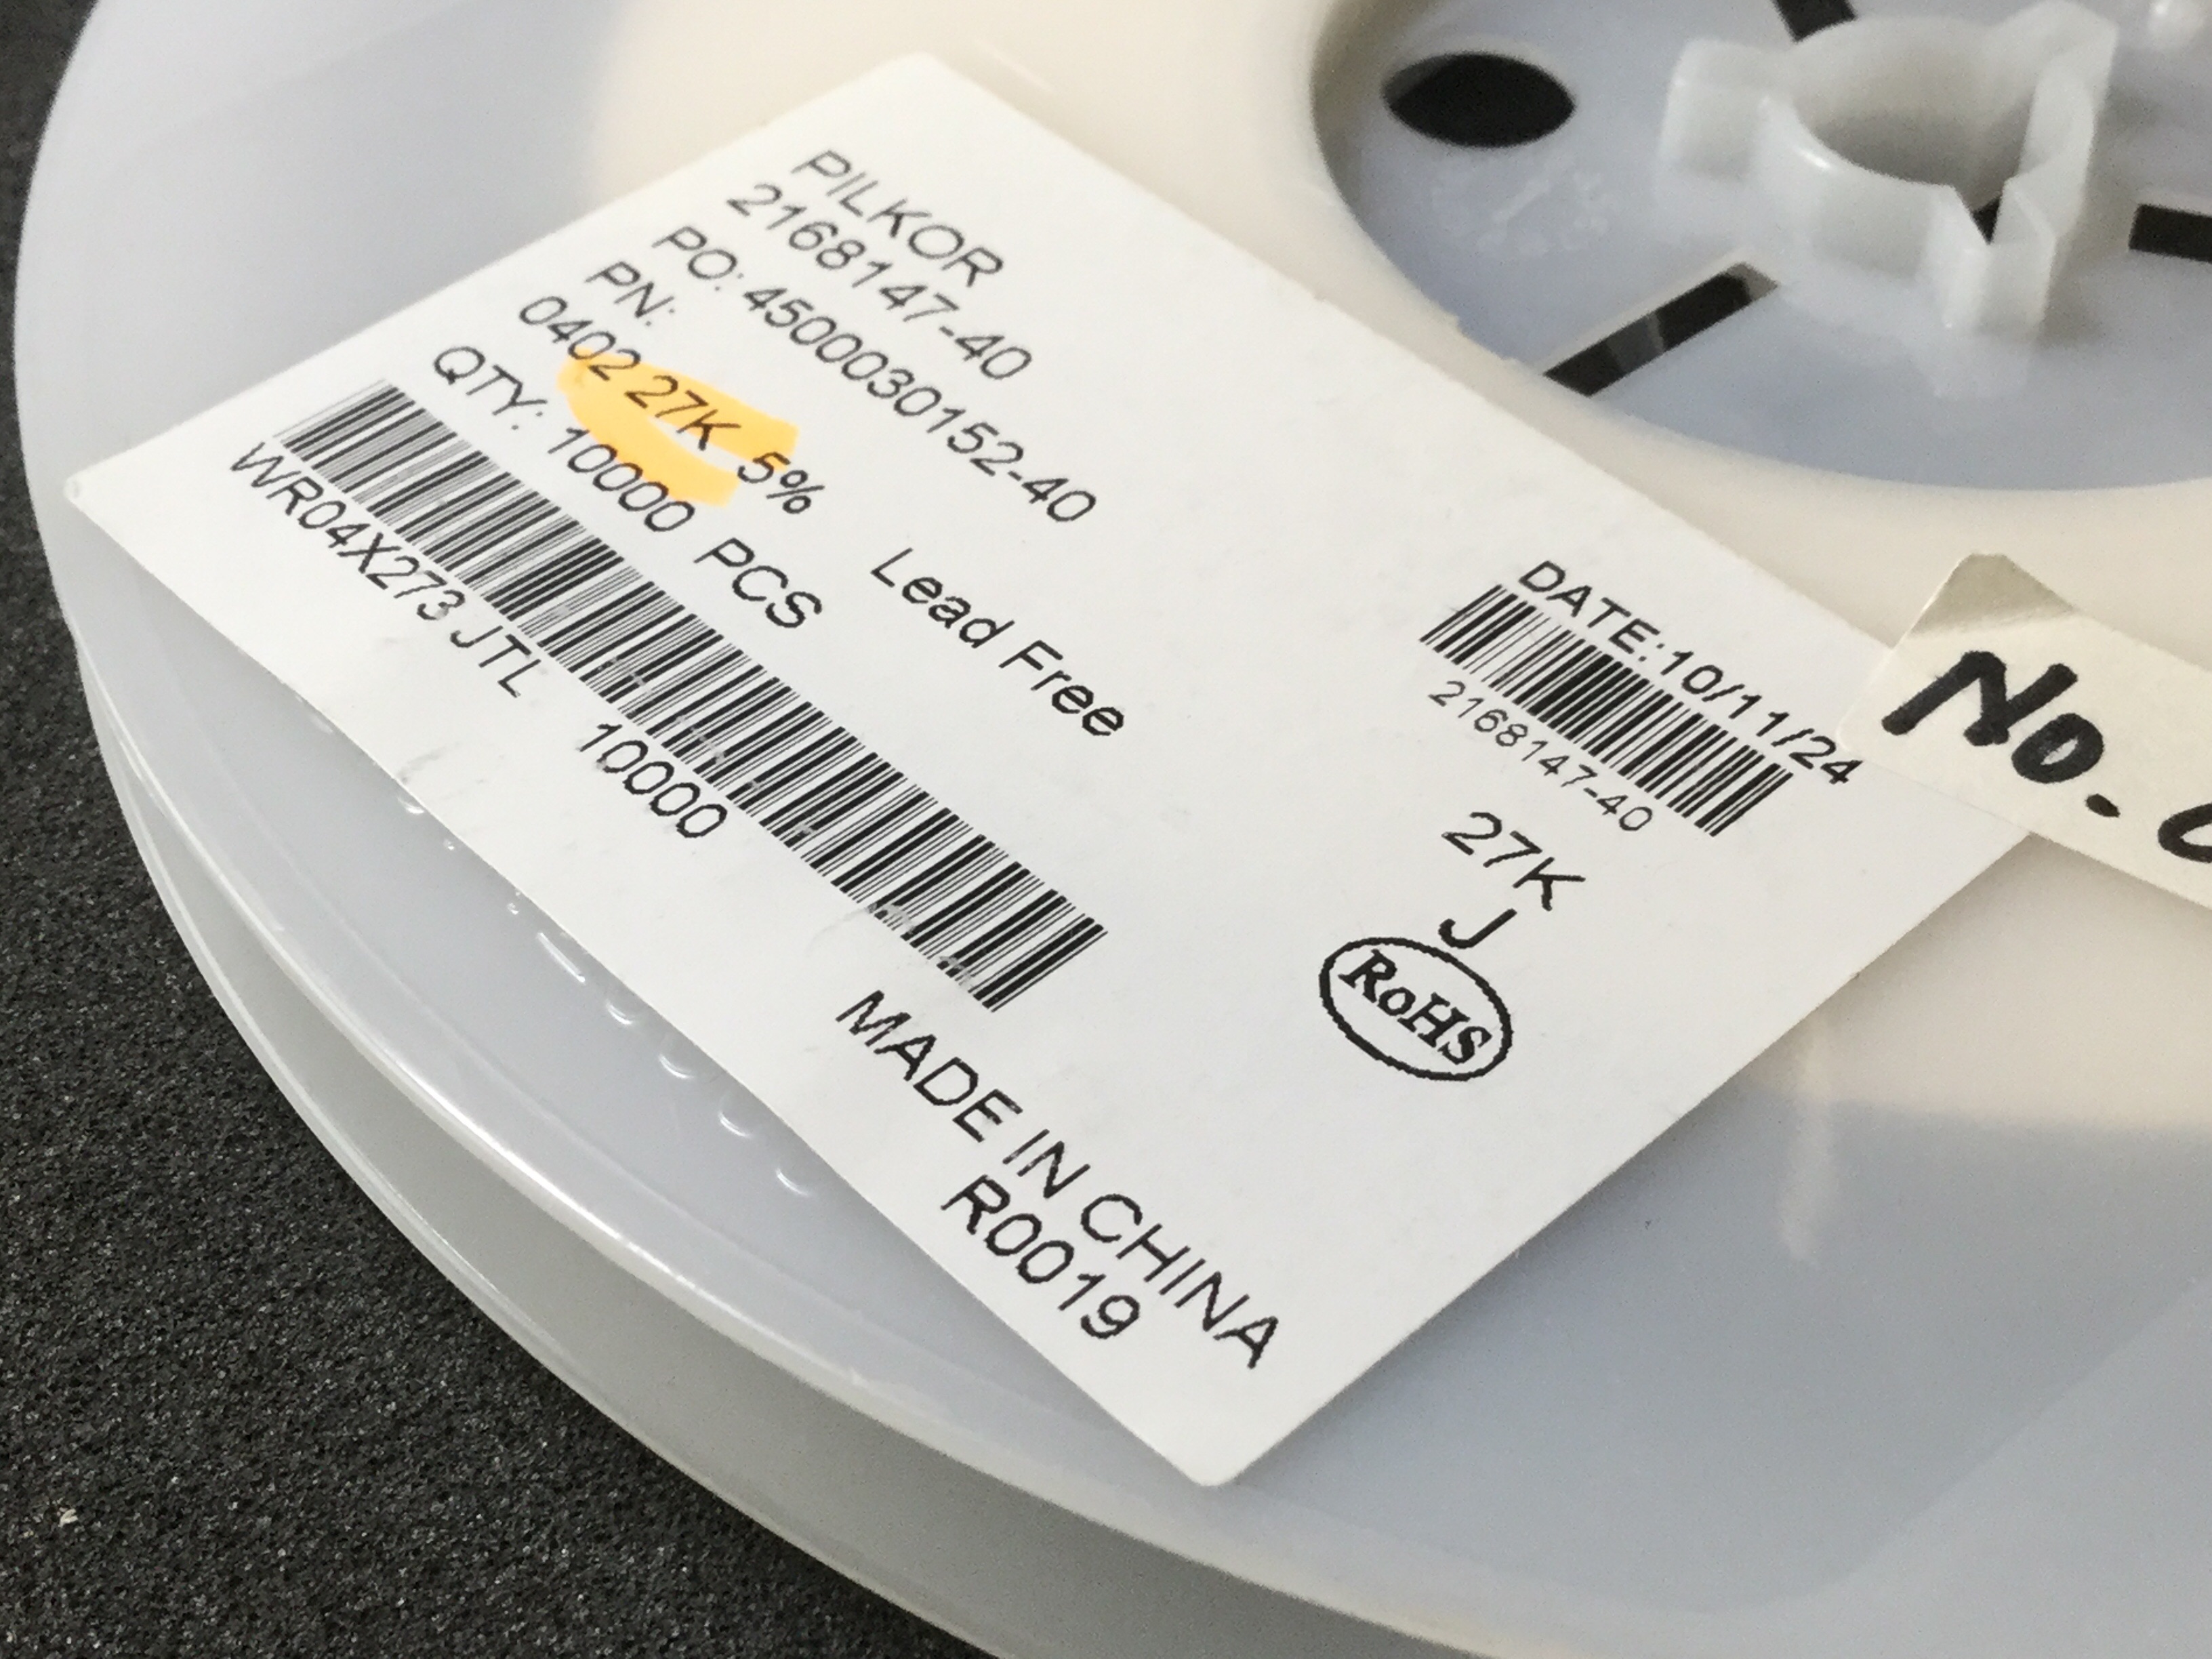 PILKOR
2168147-40
PO: 4500030152-40
PN:
0402 27K 5%
QTY: 10000 PCS
Lead Free
WR04X273 JTL 10000
DATE:10/11/24
2168147-40
27K
J
RoHS
MADE IN CHINA
R0019
No.